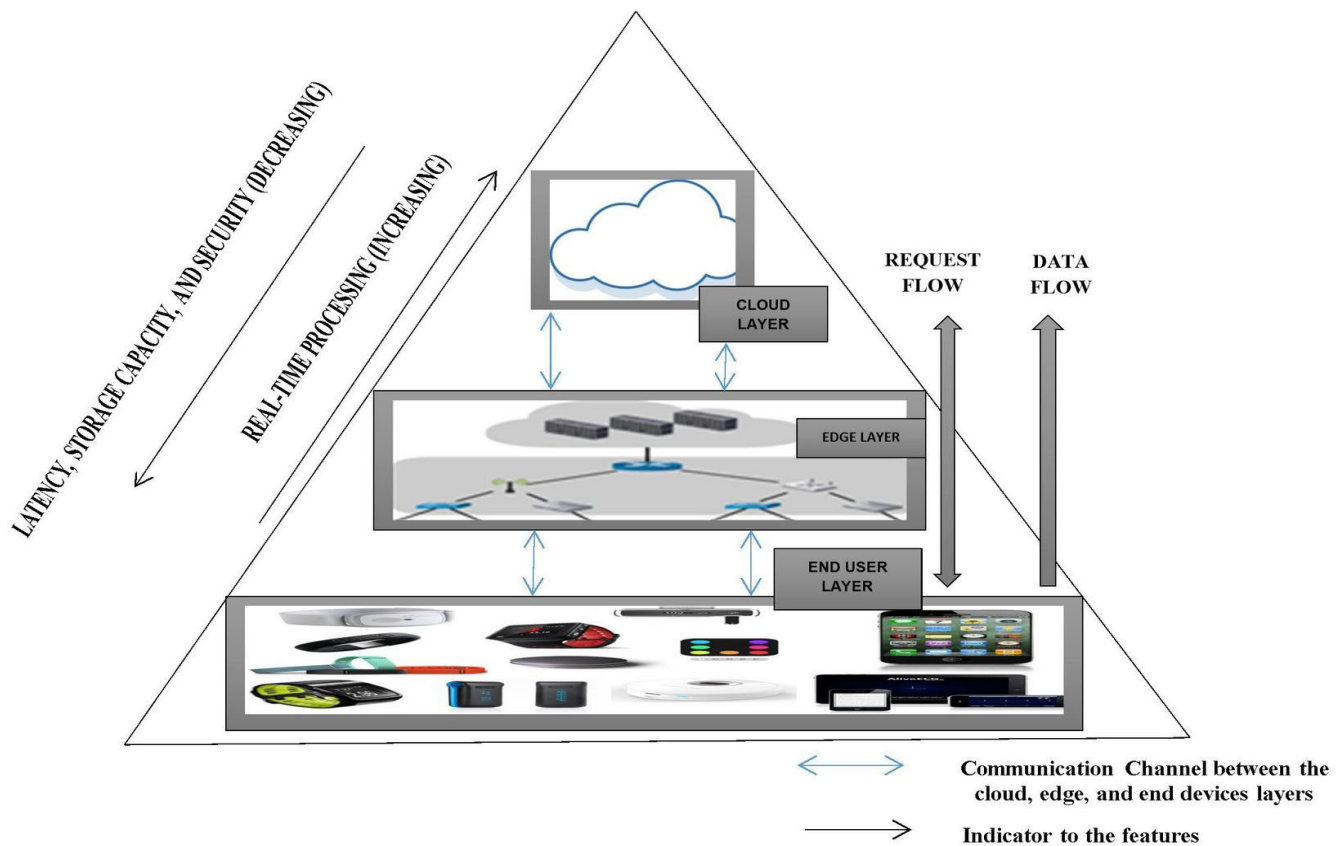 LATENCY, STORAGE CAPACITY, AND SECURITY (DECREASING)
REAL-TIME PROCESSING (INCREASING)
REQUEST
FLOW
DATA
FLOW
CLOUD
LAYER
EDGE LAYER
END USER
LAYER
AliveECG
Communication Channel between the
cloud, edge, and end devices layers
Indicator to the features